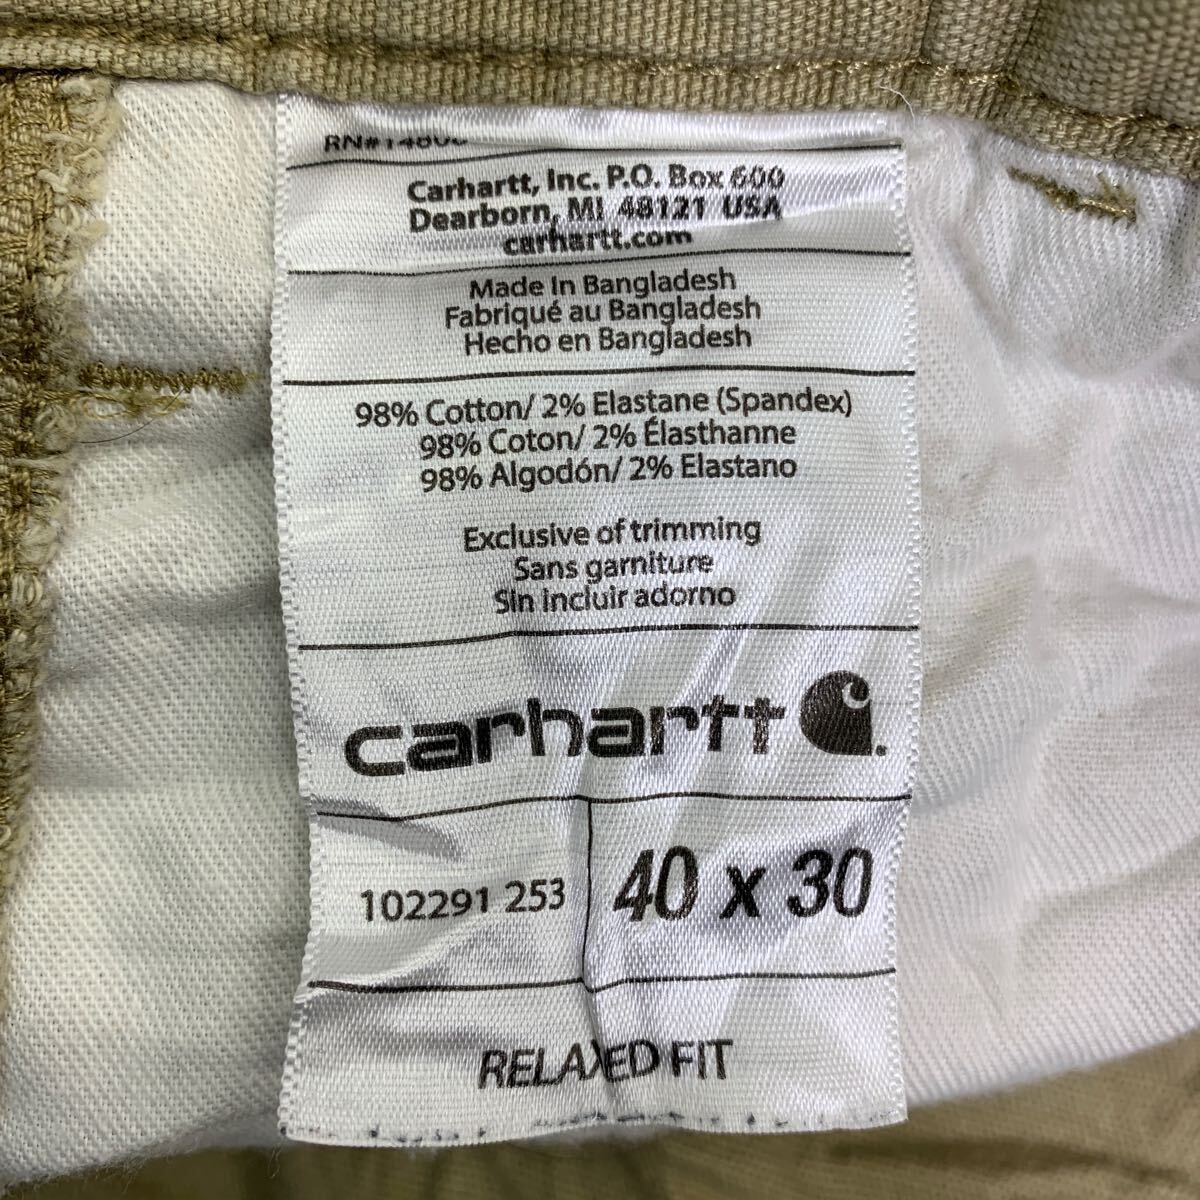 Carhartt, Inc. P.O. Box 600
Dearborn, MI 48121 USA
carhartt.com
Made In Bangladesh
Fabriqué au Bangladesh
Hecho en Bangladesh
98% Cotton/ 2% Elastane (Spandex)
98% Coton/ 2% Élasthanne
98% Algodón/ 2% Elastano
Exclusive of trimming
Sans garniture
Sin incluir adorno
carhartt
102291 253
40 x 30
RELAXED FIT